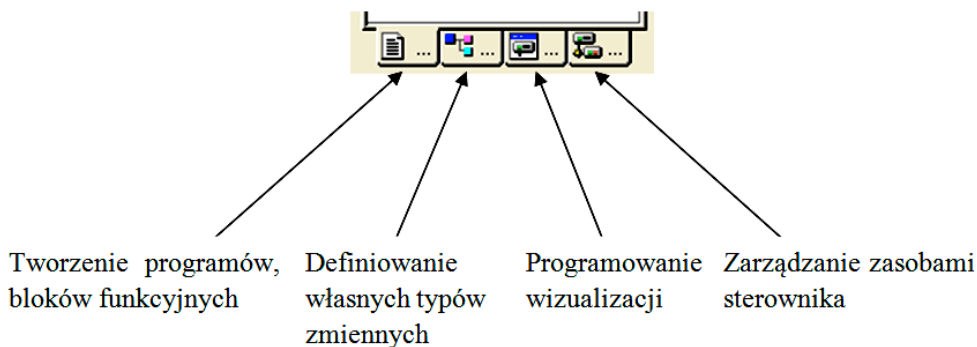 ... ... ... ...
Tworzenie programów,
bloków funkcyjnych
Definiowanie
własnych typów
zmiennych
Programowanie
wizualizacji
Zarządzanie zasobami
sterownika